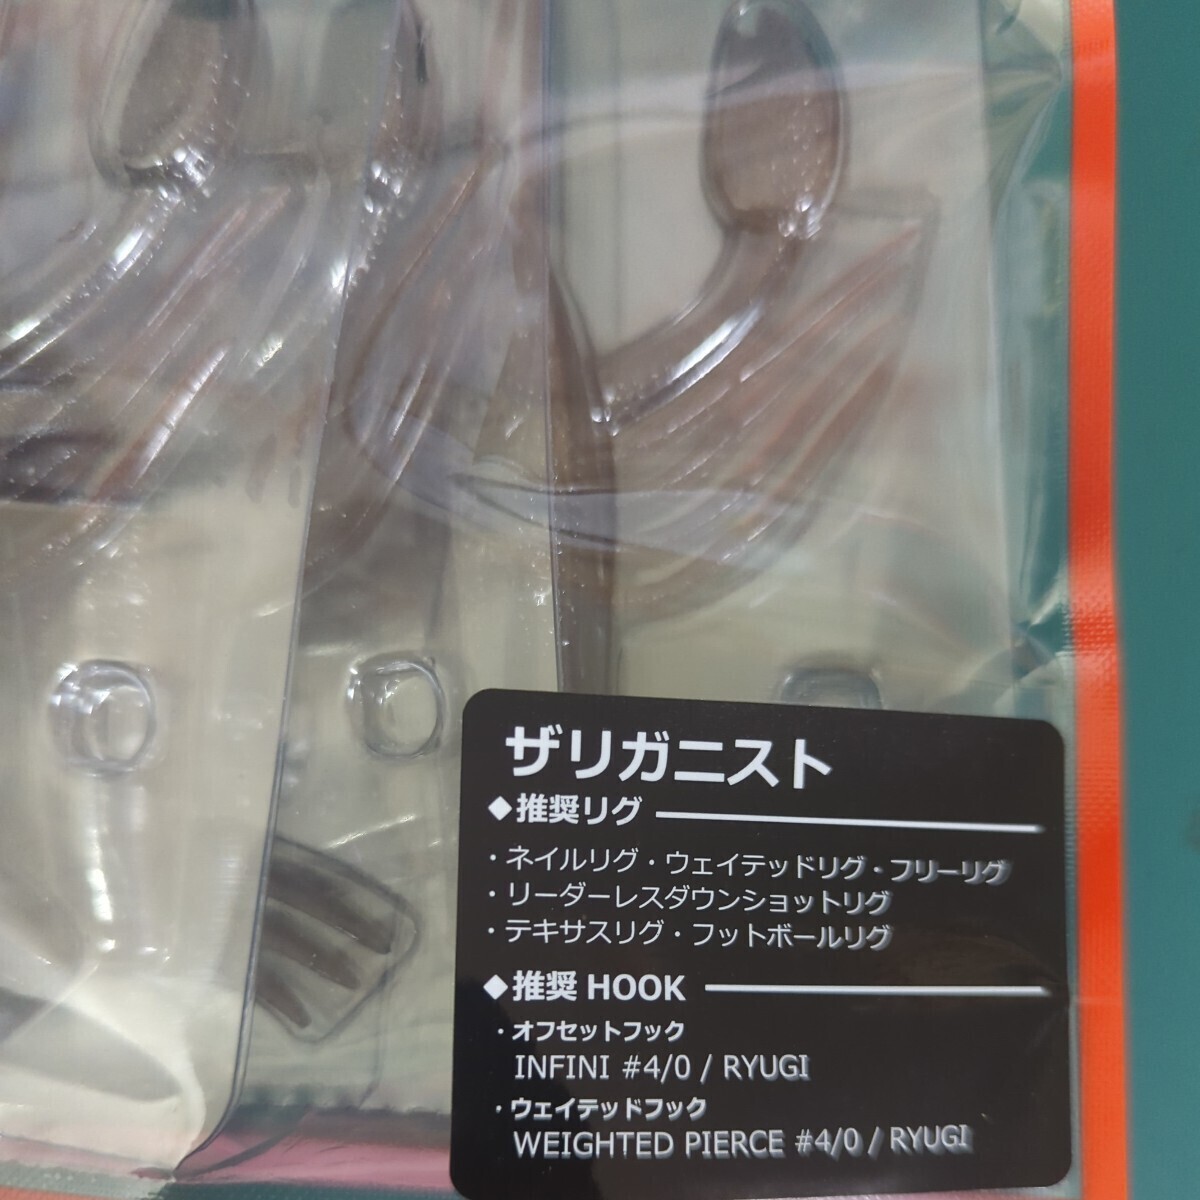 ザリガニスト
◆推奨リグ
・ネイルリグ・ウェイテッドリグ・フリーリグ
・リーダーレスダウンショットリグ
・テキサスリグ・フットボールリグ
◆推奨 HOOK
・オフセットフック
INFINI #4/0 / RYUGI
・ウェイテッドフック
WEIGHTED PIERCE #4/0 / RYUGI